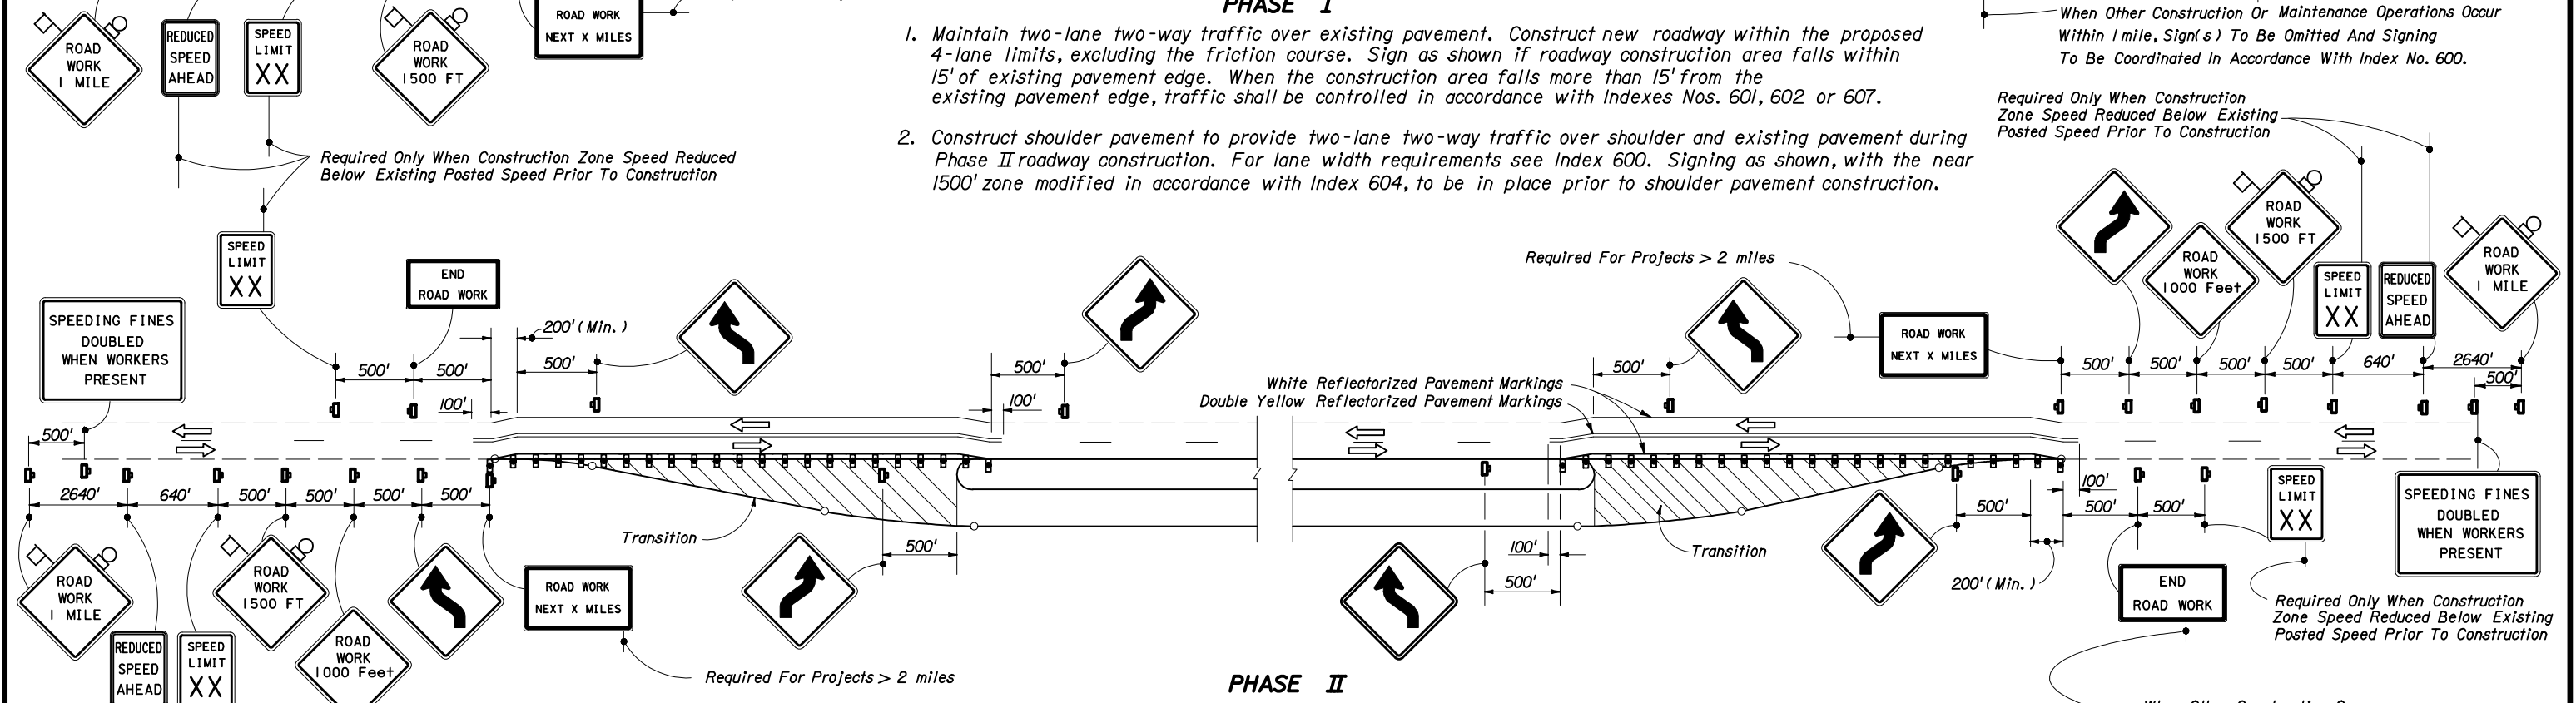 ROAD
WORK
1 MILE
REDUCED
SPEED
AHEAD
SPEED
LIMIT
XX
ROAD
WORK
1500 FT
ROAD WORK
NEXT X MILES
PHASE I
1. Maintain two-lane two-way traffic over existing pavement. Construct new roadway within the proposed
4-lane limits, excluding the friction course. Sign as shown if roadway construction area falls within
15' of existing pavement edge. When the construction area falls more than 15' from the
existing pavement edge, traffic shall be controlled in accordance with Indexes Nos. 601, 602 or 607.
2. Construct shoulder pavement to provide two-lane two-way traffic over shoulder and existing pavement during
Phase II roadway construction. For lane width requirements see Index 600. Signing as shown, with the near
1500' zone modified in accordance with Index 604, to be in place prior to shoulder pavement construction.
When Other Construction Or Maintenance Operations Occur
Within 1 mile, Sign(s) To Be Omitted And Signing
To Be Coordinated In Accordance With Index No. 600.
Required Only When Construction
Zone Speed Reduced Below Existing
Posted Speed Prior To Construction
Required Only When Construction Zone Speed Reduced
Below Existing Posted Speed Prior To Construction
SPEED
LIMIT
XX
END
ROAD WORK
SPEEDING FINES
DOUBLED
WHEN WORKERS
PRESENT
200' (Min.)
500'
500'
500'
500'
100'
500'
100'
Required For Projects > 2 miles
ROAD WORK
NEXT X MILES
ROAD
WORK
1000 Feet
ROAD
WORK
1500 FT
SPEED
LIMIT
XX
REDUCED
SPEED
AHEAD
ROAD
WORK
1 MILE
500'
White Reflectorized Pavement Markings
Double Yellow Reflectorized Pavement Markings
500'
500'
500'
500'
640'
2640'
500'
500'
2640'
640'
500'
500'
500'
500'
Transition
500'
100'
500'
Transition
500'
200' (Min.)
100'
500'
500'
SPEED
LIMIT
XX
SPEEDING FINES
DOUBLED
WHEN WORKERS
PRESENT
END
ROAD WORK
Required Only When Construction
Zone Speed Reduced Below Existing
Posted Speed Prior To Construction
ROAD
WORK
1 MILE
REDUCED
SPEED
AHEAD
SPEED
LIMIT
XX
ROAD
WORK
1500 FT
ROAD
WORK
1000 Feet
ROAD WORK
NEXT X MILES
Required For Projects > 2 miles
PHASE II